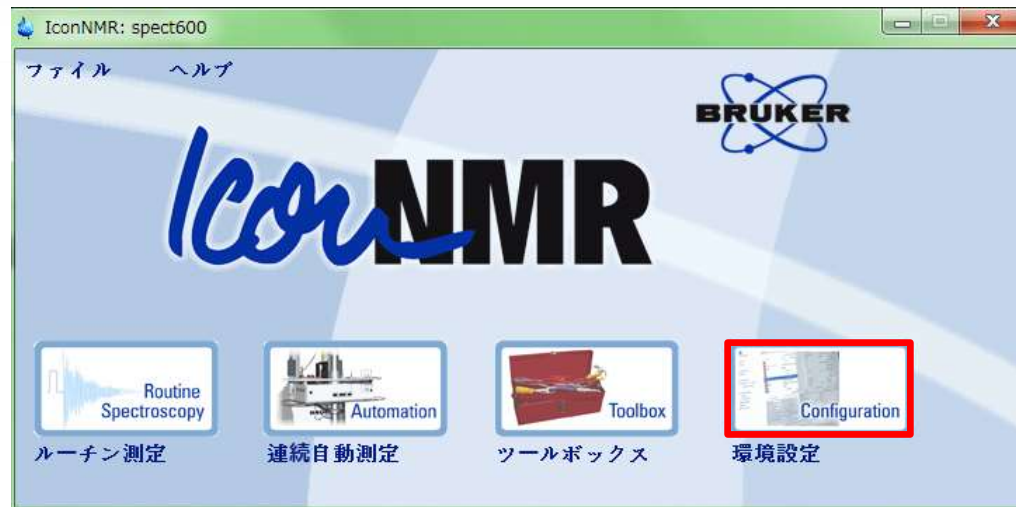 IconNMR: spect600
ファイル ヘルプ
BRUKER
IconNMR
Routine
Spectroscopy
Automation
Toolbox
Configuration
ルーチン測定 連続自動測定 ツールボックス 環境設定